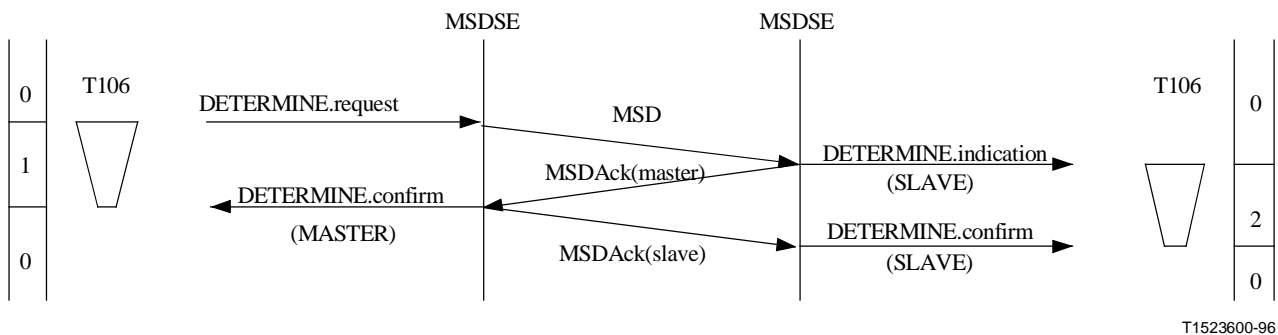 MSDSE MSDSE
T106 T106
0 DETERMINE.request MSD 0
1 MSDAck(master) DETERMINE.indication
(SLAVE)
DETERMINE.confirm
(MASTER) 2
0 MSDAck(slave) DETERMINE.confirm
(SLAVE) 0
T1523600-96